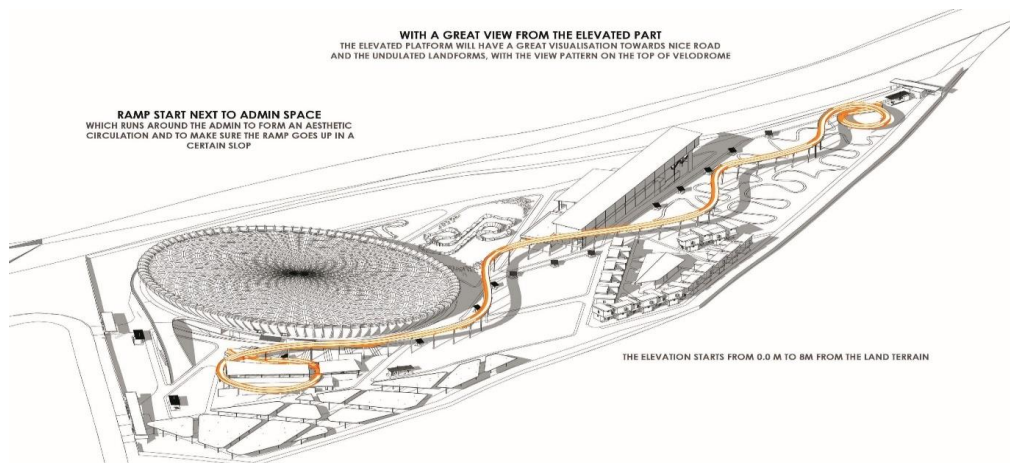 WITH A GREAT VIEW FROM THE ELEVATED PART
THE ELEVATED PLATFORM WILL HAVE A GREAT VISUALISATION TOWARDS NICE ROAD
AND THE UNDULATED LANDFORMS, WITH THE VIEW PATTERN ON THE TOP OF VELODROME
RAMP START NEXT TO ADMIN SPACE
WHICH RUNS AROUND THE ADMIN TO FORM AN AESTHETIC
CIRCULATION AND TO MAKE SURE THE RAMP GOES UP IN A
CERTAIN SLOP
THE ELEVATION STARTS FROM 0.0 M TO 8M FROM THE LAND TERRAIN